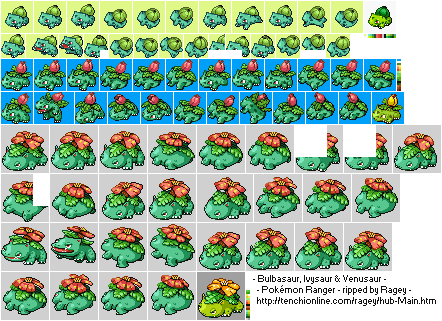 - Bulbasaur, Ivysaur & Venusaur -
- Pokémon Ranger - ripped by Ragey -
http://tenchionline.com/ragey/hub-Main.htm